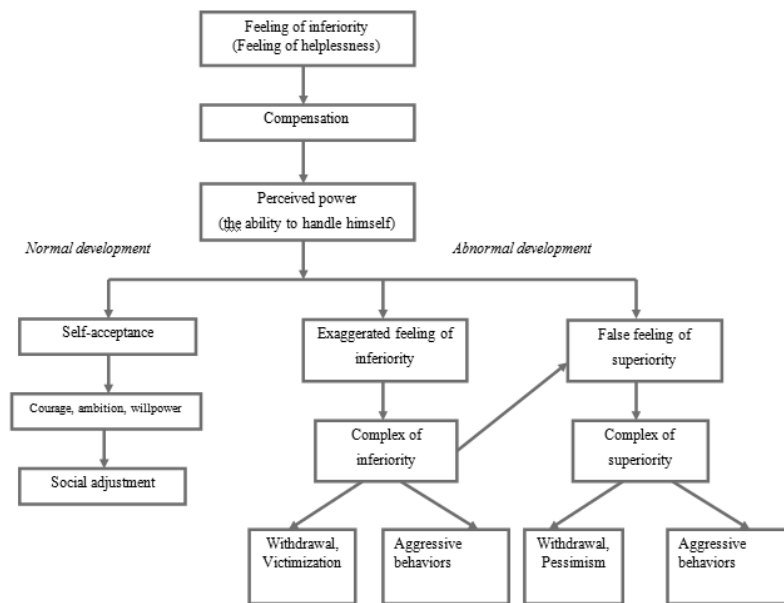 Feeling of inferiority
(Feeling of helplessness)
Compensation
Perceived power
(the ability to handle himself)
Normal development
Abnormal development
Self-acceptance
Exaggerated feeling of
inferiority
False feeling of
superiority
Courage, ambition, willpower
Complex of
inferiority
Complex of
superiority
Social adjustment
Withdrawal,
Victimization
Aggressive
behaviors
Withdrawal,
Pessimism
Aggressive
behaviors